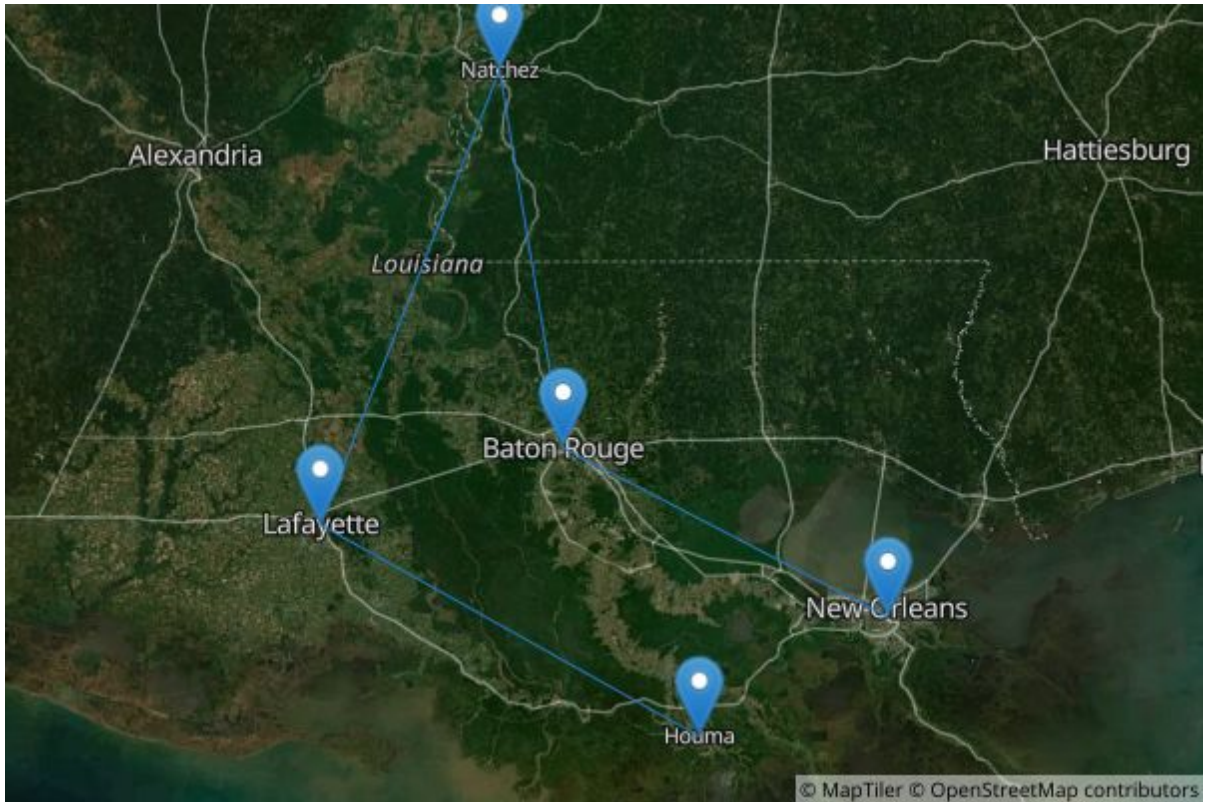 Natchez
Alexandria
Hattiesburg
Louisiana
Baton Rouge
Lafayette
New Orleans
Houma
© MapTiler © OpenStreetMap contributors